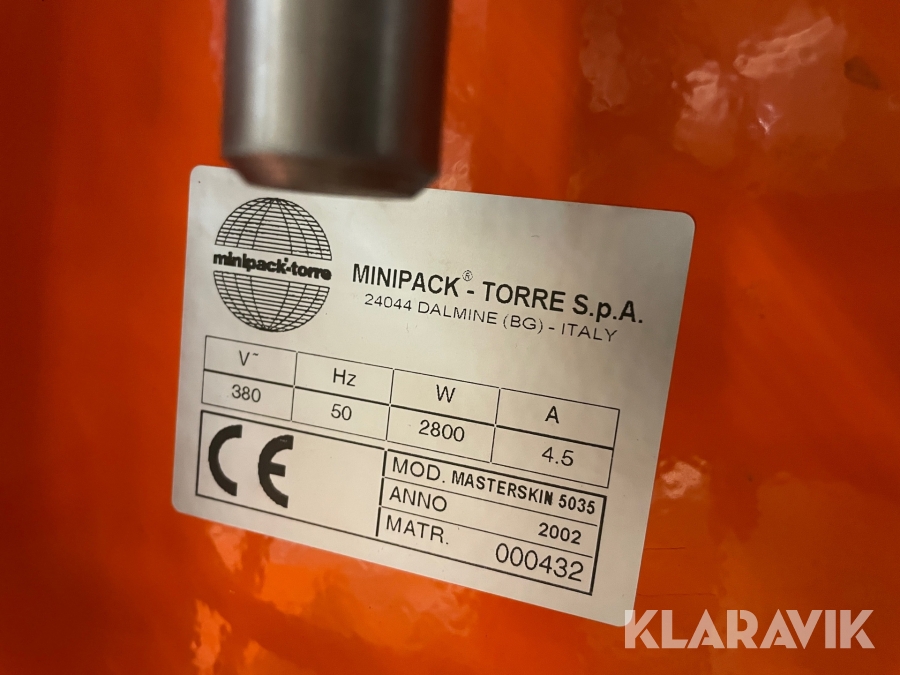 minipack-torre
MINIPACK® - TORRE S.p.A.
24044 DALMINE (BG) - ITALY
V~ Hz W A
380 50 2800 4.5
CE
MOD. MASTERSKIN 5035
ANNO 2002
MATR. 000432
KLARAVIK